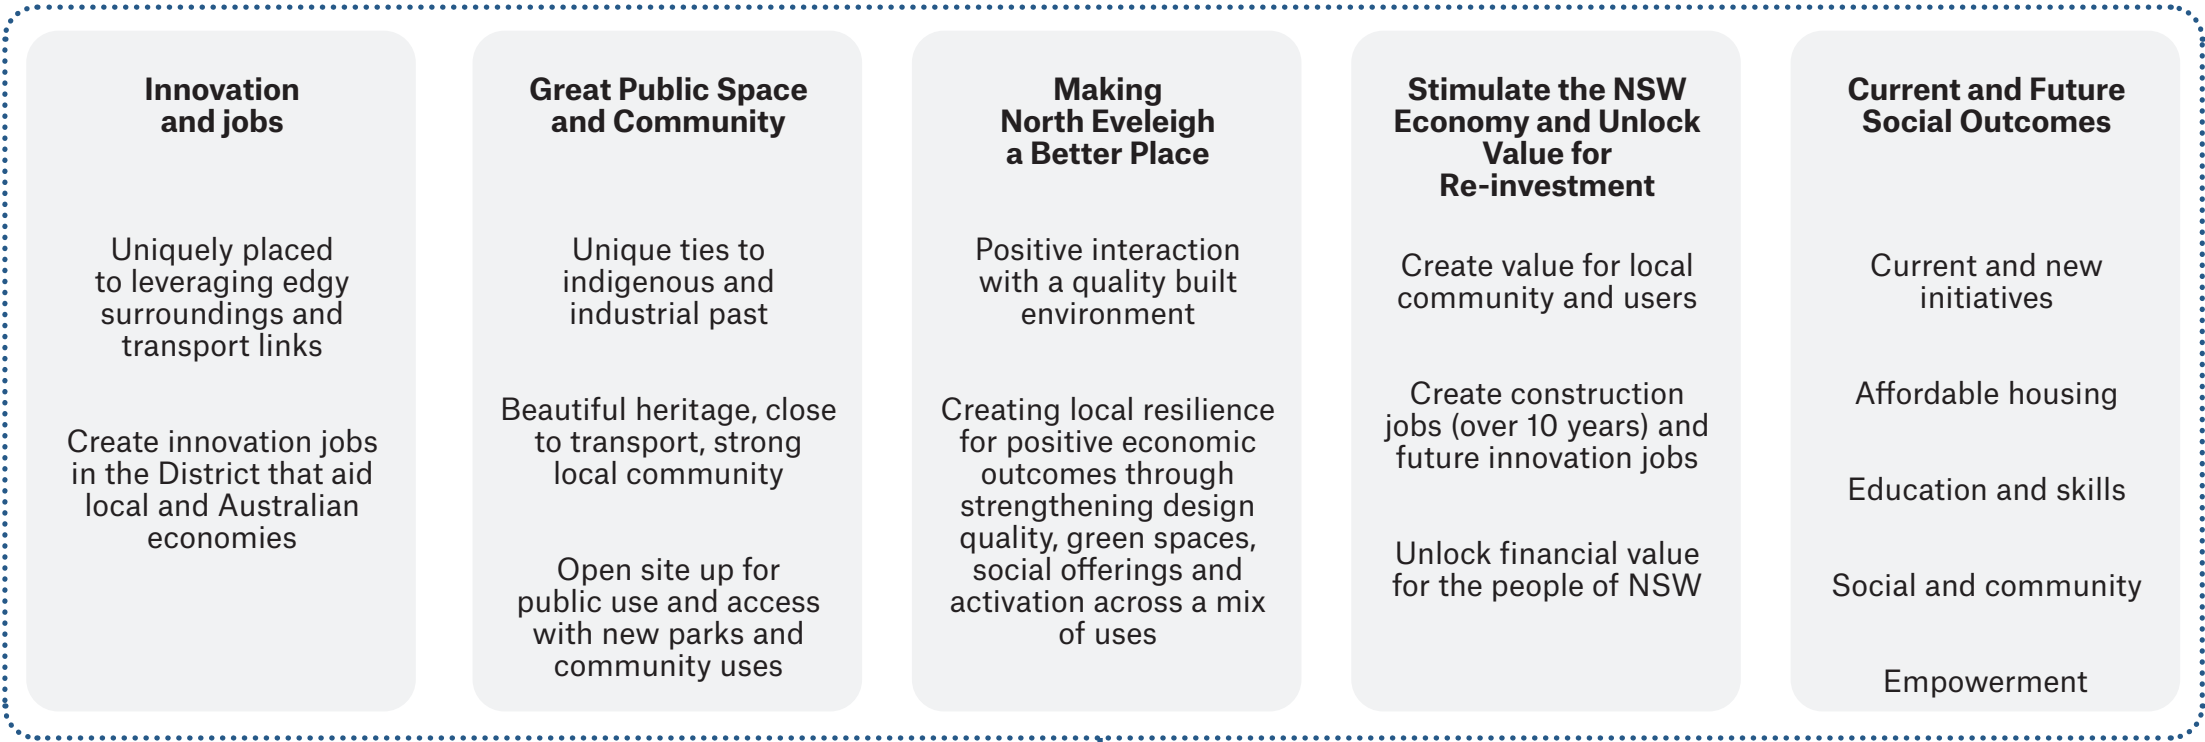 Innovation
and jobs
Uniquely placed
to leveraging edgy
surroundings and
transport links
Create innovation jobs
in the District that aid
local and Australian
economies
Great Public Space
and Community
Unique ties to
indigenous and
industrial past
Beautiful heritage, close
to transport, strong
local community
Open site up for
public use and access
with new parks and
community uses
Making
North Eveleigh
a Better Place
Positive interaction
with a quality built
environment
Creating local resilience
for positive economic
outcomes through
strengthening design
quality, green spaces,
social offerings and
activation across a mix
of uses
Stimulate the NSW
Economy and Unlock
Value for
Re-investment
Create value for local
community and users
Create construction
jobs (over 10 years) and
future innovation jobs
Unlock financial value
for the people of NSW
Current and Future
Social Outcomes
Current and new
initiatives
Affordable housing
Education and skills
Social and community
Empowerment